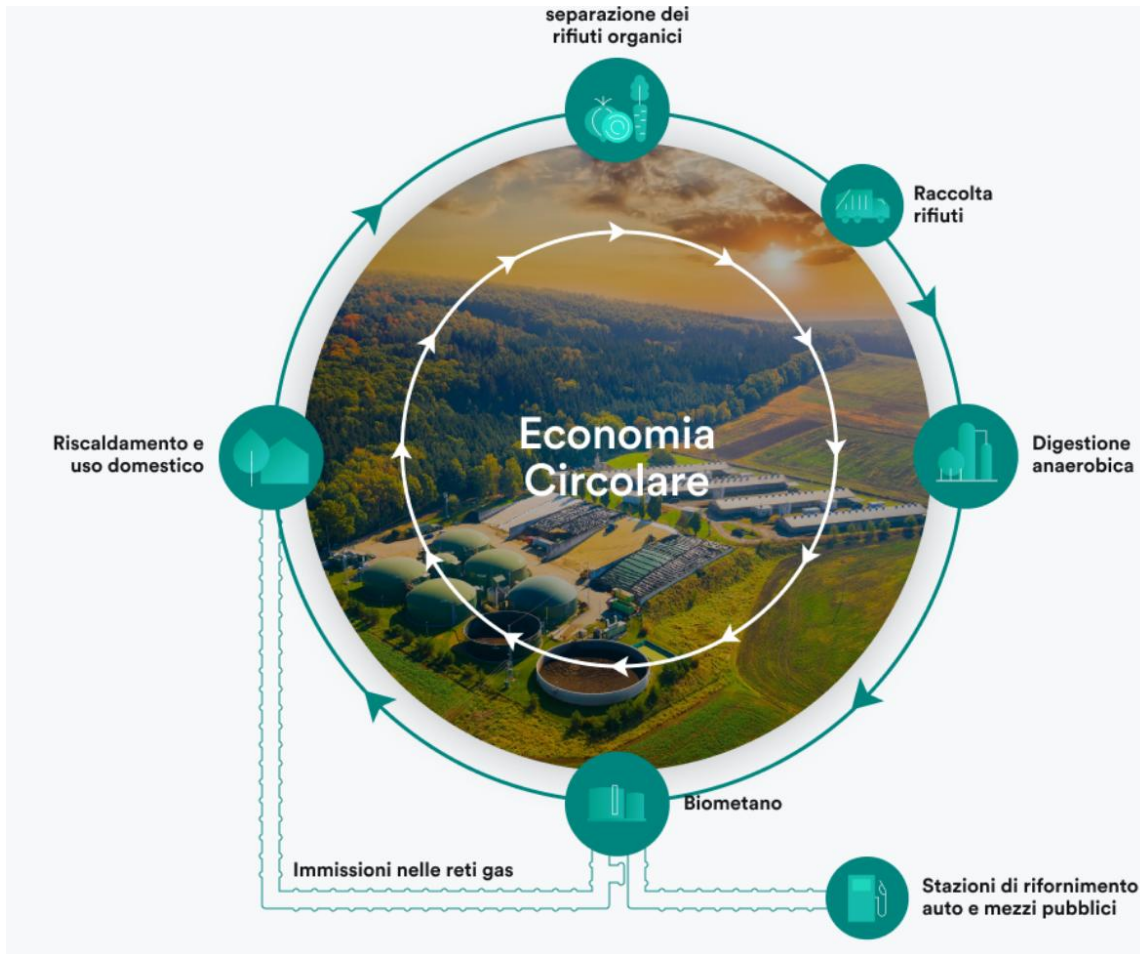 separazione dei
rifiuti organici
Raccolta
rifiuti
Digestione
anaerobica
Economia
Circolare
Riscaldamento e
uso domestico
Biometano
Immissioni nelle reti gas
Stazioni di rifornimento
auto e mezzi pubblici